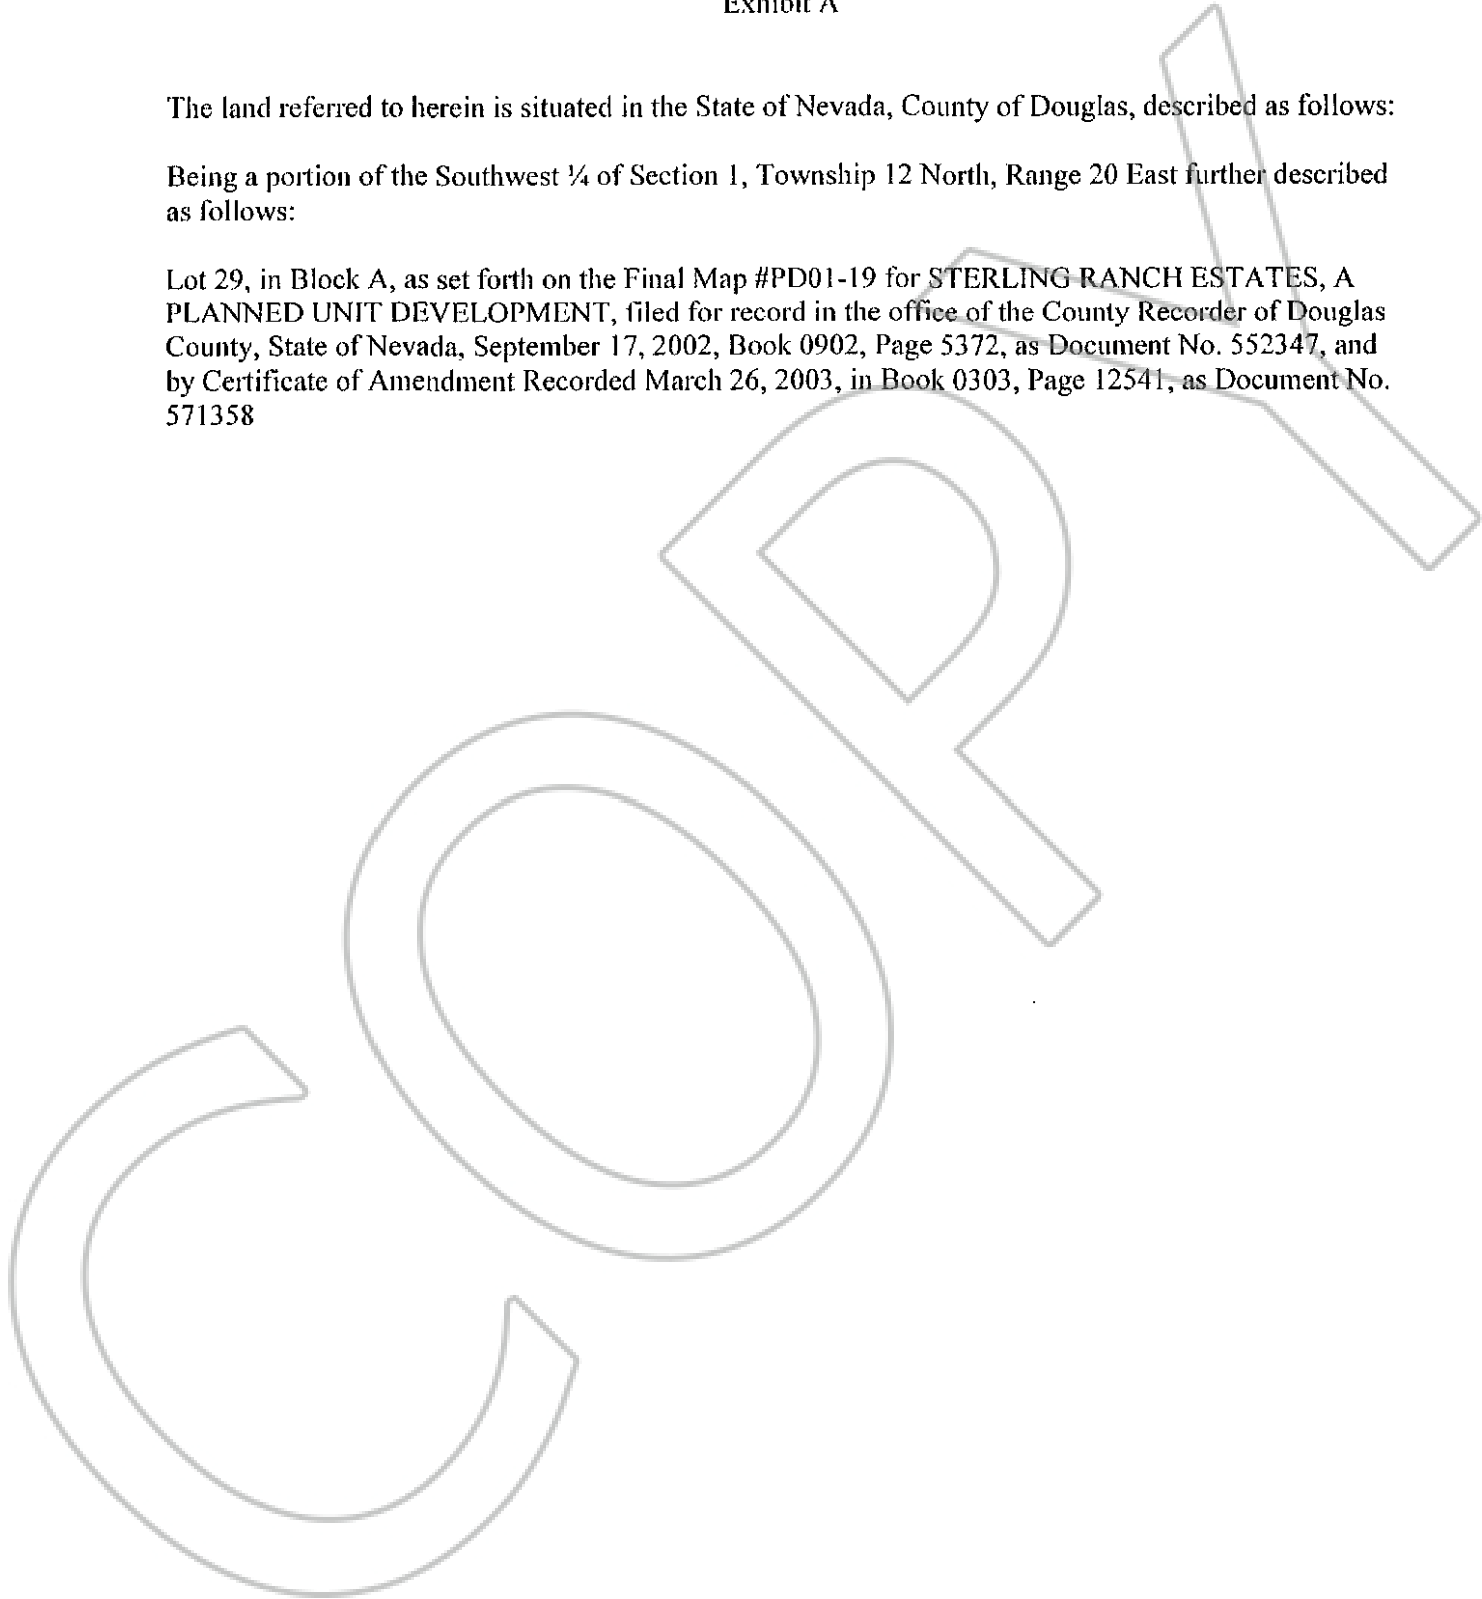 Exhibit A
The land referred to herein is situated in the State of Nevada, County of Douglas, described as follows:
Being a portion of the Southwest ¼ of Section 1, Township 12 North, Range 20 East further described
as follows:
Lot 29, in Block A, as set forth on the Final Map #PD01-19 for STERLING RANCH ESTATES, A
PLANNED UNIT DEVELOPMENT, filed for record in the office of the County Recorder of Douglas
County, State of Nevada, September 17, 2002, Book 0902, Page 5372, as Document No. 552347, and
by Certificate of Amendment Recorded March 26, 2003, in Book 0303, Page 12541, as Document No.
571358
COPY